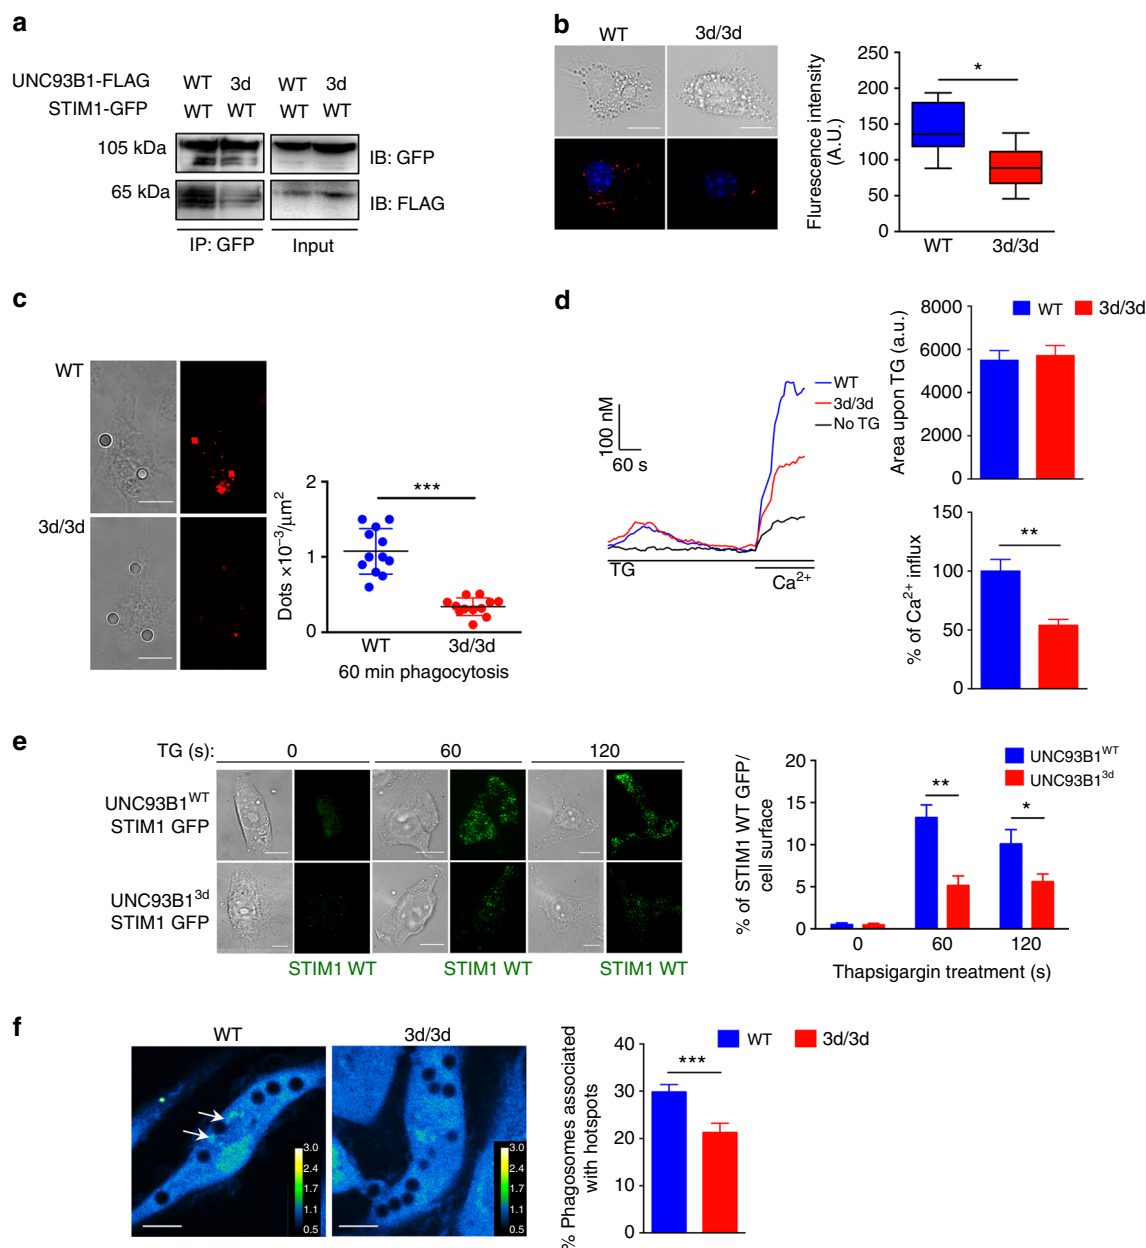 a
UNC93B1-FLAG WT 3d WT 3d
STIM1-GFP WT WT WT WT
105 kDa
IB: GFP
65 kDa
IB: FLAG
IP: GFP
Input
b
WT 3d/3d
Flurescence intensity
(A.U.)
250
200
150
100
50
0
WT 3d/3d
*
c
WT
3d/3d
Dots ×10⁻³/μm²
2
1
0
***
WT 3d/3d
60 min phagocytosis
d
100 nM
60 s
WT
3d/3d
No TG
TG
Ca²⁺
WT 3d/3d
Area upon TG (a.u.)
8000
6000
4000
2000
0
% of Ca²⁺ influx
150
100
50
0
**
e
TG (s): 0 60 120
UNC93B1ᵂᵀ
STIM1 GFP
UNC93B1³ᵈ
STIM1 GFP
STIM1 WT STIM1 WT STIM1 WT
% of STIM1 WT GFP/
cell surface
20
15
10
5
0
UNC93B1ᵂᵀ
UNC93B1³ᵈ
**
*
0 60 120
Thapsigargin treatment (s)
f
WT 3d/3d
3.0
2.4
1.7
1.1
0.5
3.0
2.4
1.7
1.1
0.5
% Phagosomes associated
with hotspots
40
30
20
10
0
WT 3d/3d
***